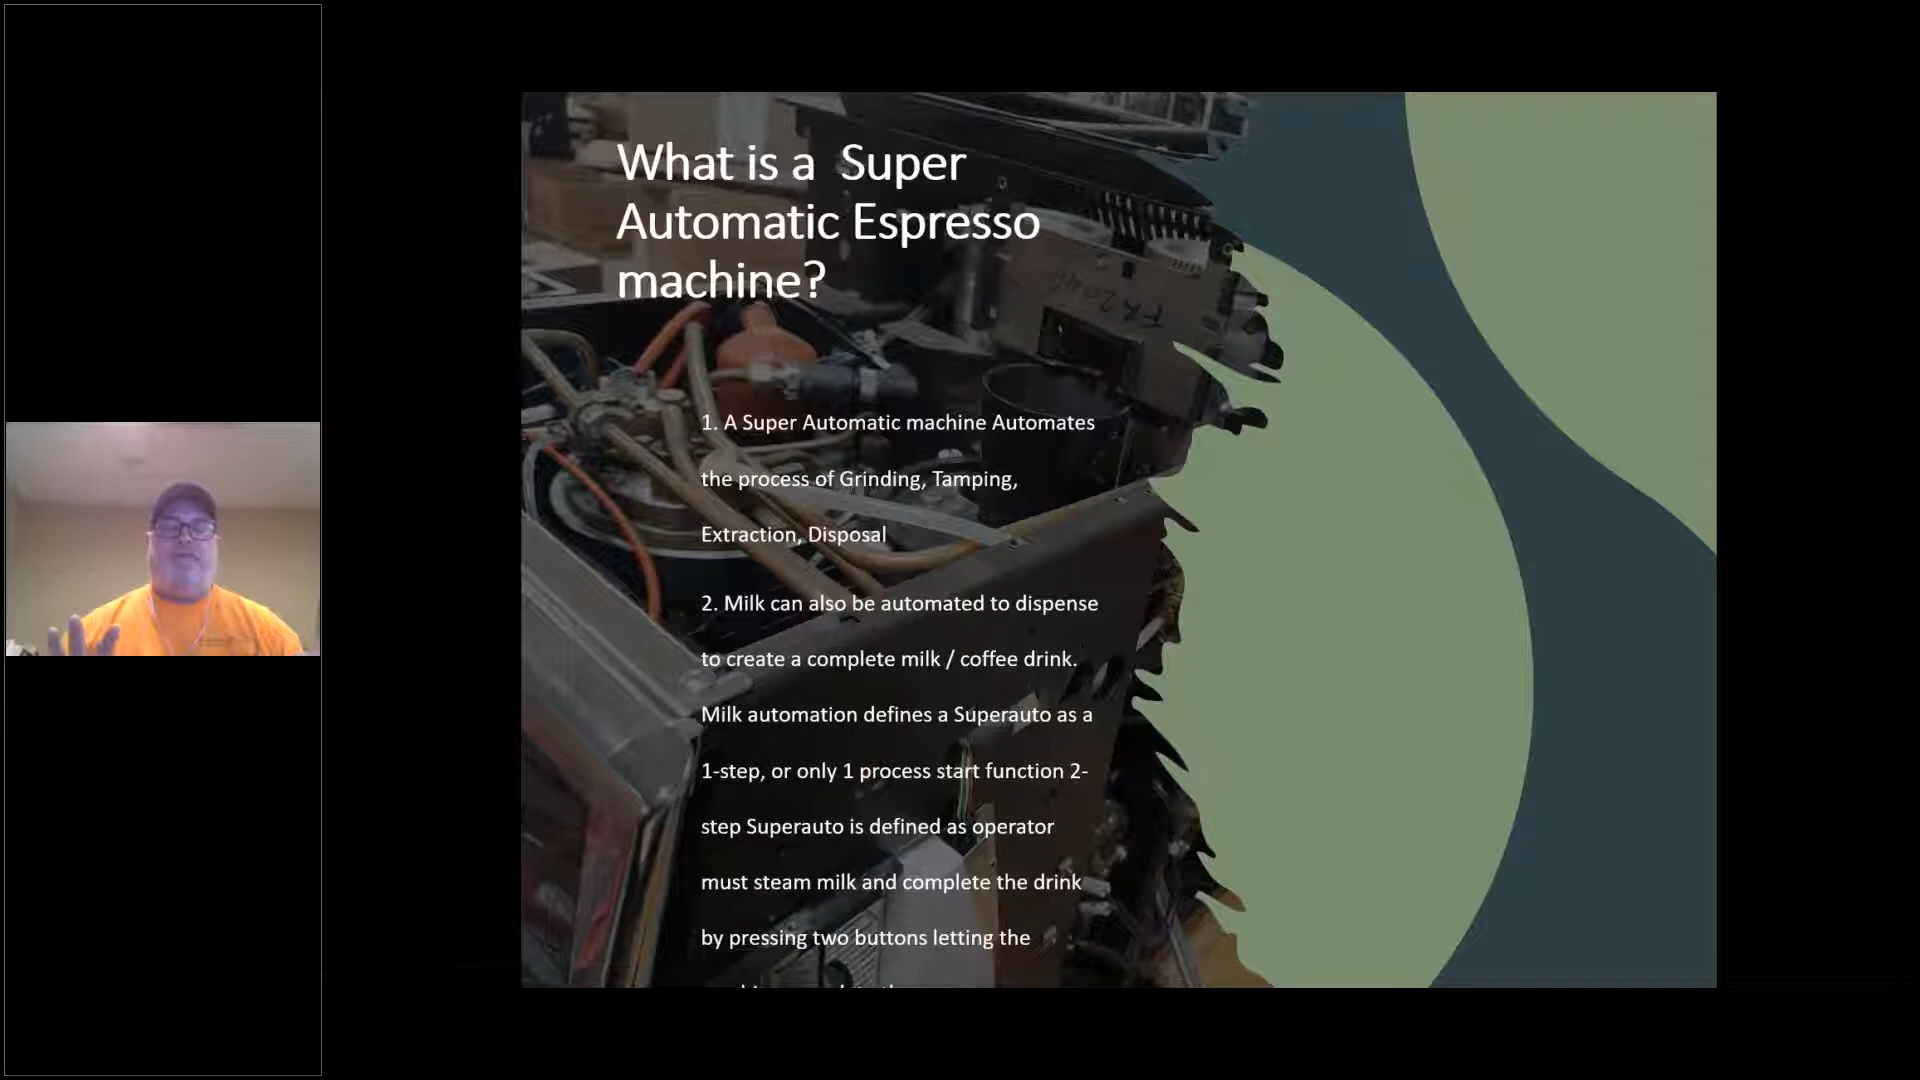 What is a  Super
Automatic Espresso
machine?
1. A Super Automatic machine Automates
the process of Grinding, Tamping,
Extraction, Disposal
2. Milk can also be automated to dispense
to create a complete milk / coffee drink.
Milk automation defines a Superauto as a
1-step, or only 1 process start function 2-
step Superauto is defined as operator
must steam milk and complete the drink
by pressing two buttons letting the